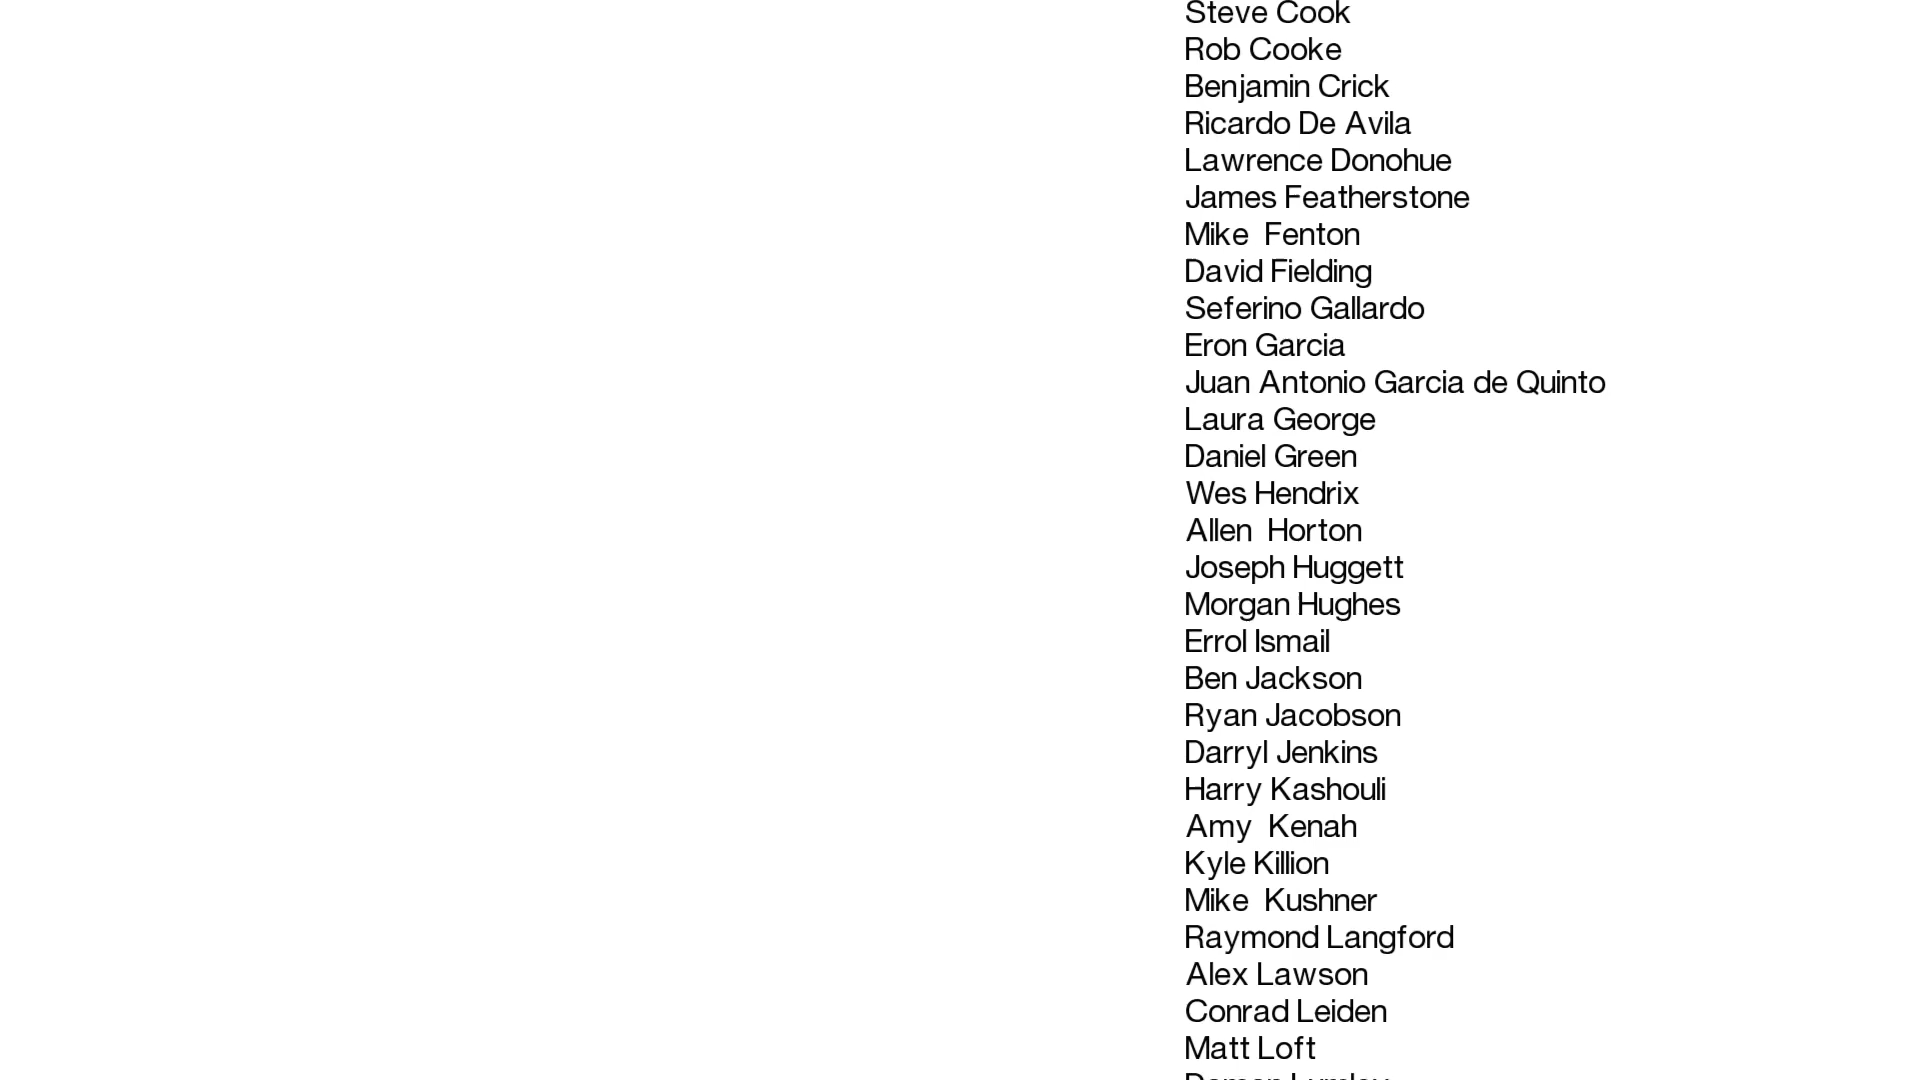 Steve Cook
Rob Cooke
Benjamin Crick
Ricardo De Avila
Lawrence Donohue
James Featherstone
Mike  Fenton
David Fielding
Seferino Gallardo
Eron Garcia
Juan Antonio Garcia de Quinto
Laura George
Daniel Green
Wes Hendrix
Allen  Horton
Joseph Huggett
Morgan Hughes
Errol Ismail
Ben Jackson
Ryan Jacobson
Darryl Jenkins
Harry Kashouli
Amy  Kenah
Kyle Killion
Mike  Kushner
Raymond Langford
Alex Lawson
Conrad Leiden
Matt Loft